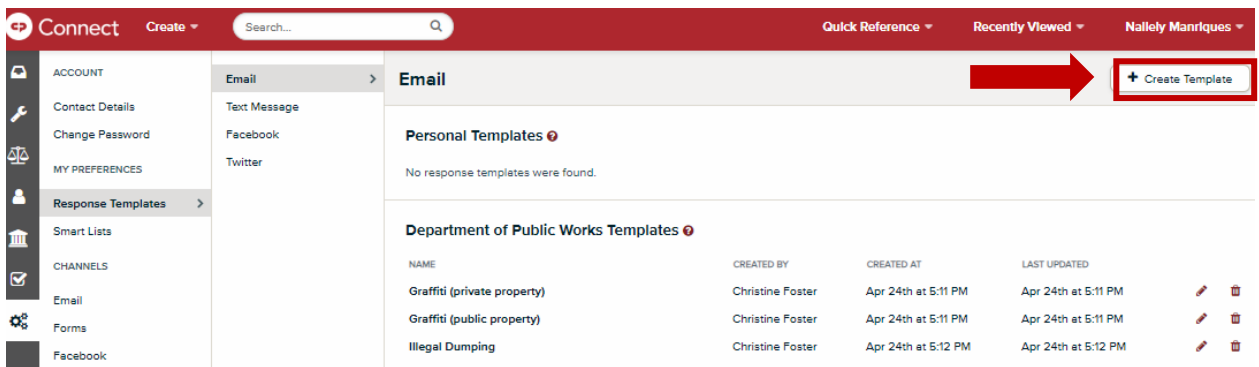 CP Connect Create Search... Quick Reference Recently Viewed Nallely Manriques
ACCOUNT
Contact Details
Change Password
MY PREFERENCES
Response Templates
Smart Lists
CHANNELS
Email
Forms
Facebook
Email
Text Message
Facebook
Twitter
Email
+ Create Template
Personal Templates ?
No response templates were found.
Department of Public Works Templates ?
NAME CREATED BY CREATED AT LAST UPDATED
Graffiti (private property) Christine Foster Apr 24th at 5:11 PM Apr 24th at 5:11 PM
Graffiti (public property) Christine Foster Apr 24th at 5:11 PM Apr 24th at 5:11 PM
Illegal Dumping Christine Foster Apr 24th at 5:12 PM Apr 24th at 5:12 PM